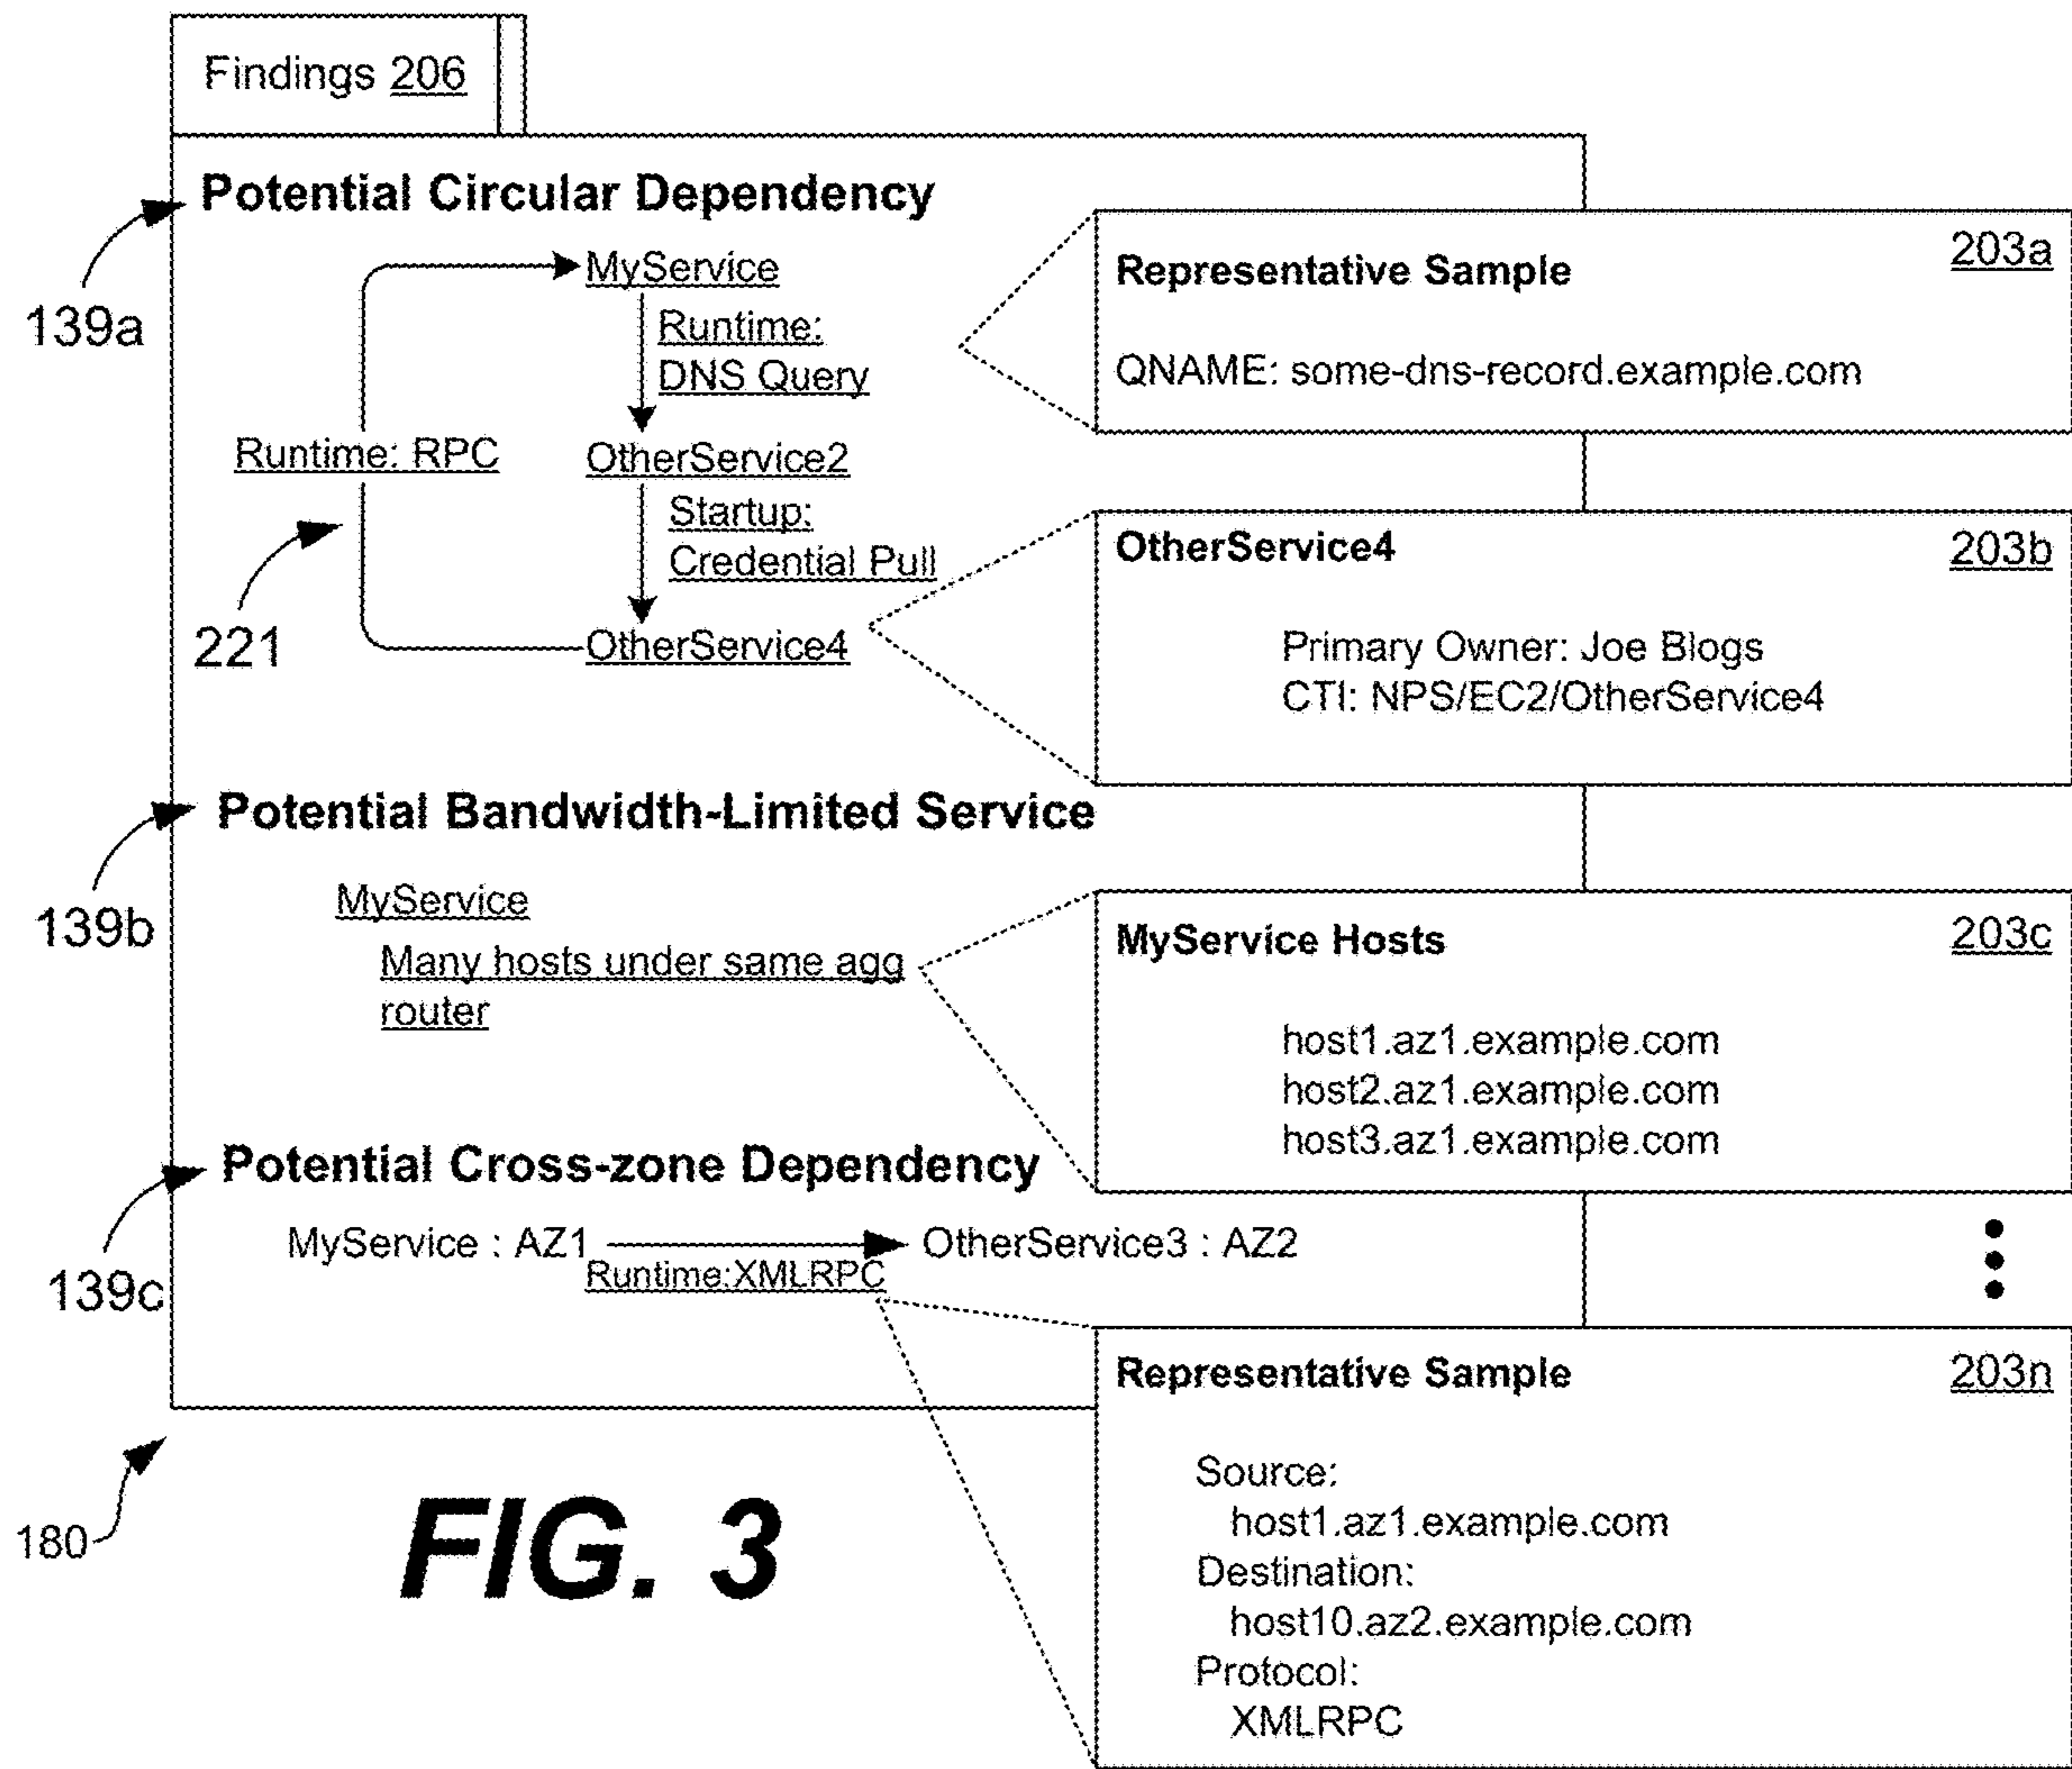 Findings 206
Potential Circular Dependency
139a
MyService
Runtime:
DNS Query
Runtime: RPC
OtherService2
Startup:
Credential Pull
221
OtherService4
203a
Representative Sample
QNAME: some-dns-record.example.com
203b
OtherService4
Primary Owner: Joe Blogs
CTI: NPS/EC2/OtherService4
Potential Bandwidth-Limited Service
139b
MyService
Many hosts under same agg
router
203c
MyService Hosts
host1.az1.example.com
host2.az1.example.com
host3.az1.example.com
Potential Cross-zone Dependency
139c
MyService : AZ1
Runtime:XMLRPC
OtherService3 : AZ2
203n
Representative Sample
Source:
host1.az1.example.com
Destination:
host10.az2.example.com
Protocol:
XMLRPC
180
FIG. 3